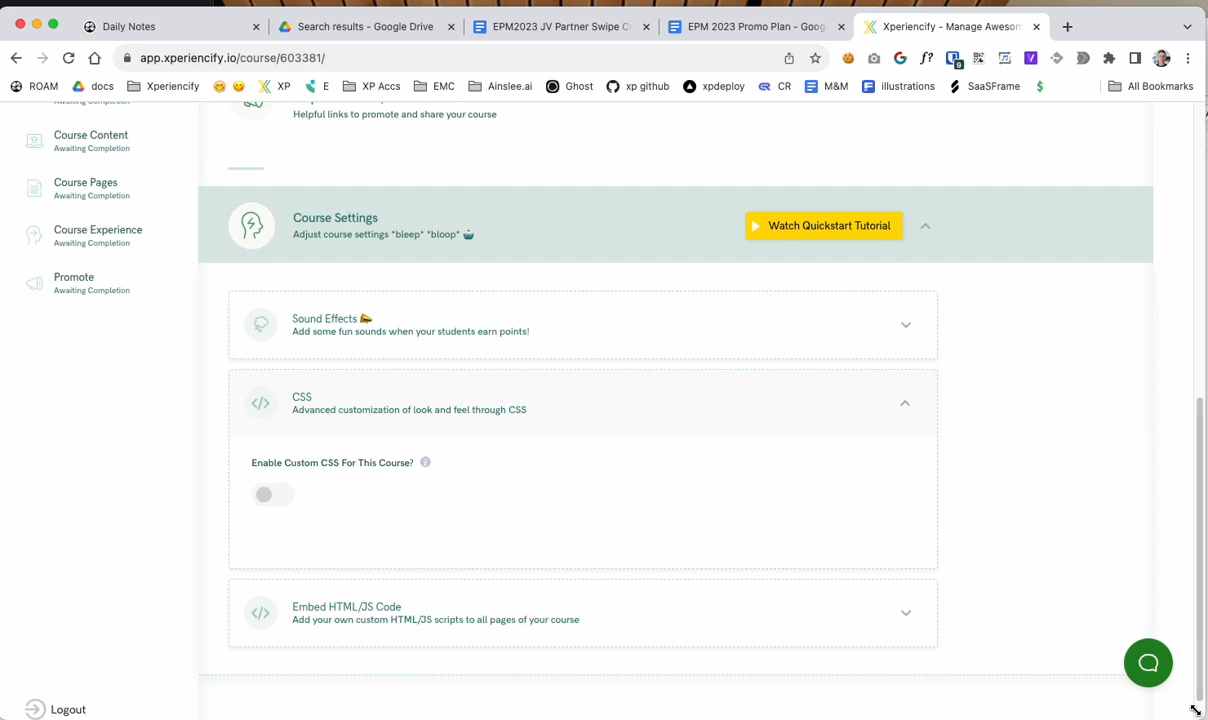 Daily Notes
Search results - Google Drive
EPM2023 JV Partner Swipe Co
EPM 2023 Promo Plan - Goog
Xperiencify - Manage Awesom
app.xperiencify.io/course/603381/
f?
9
ROAM
docs
Xperiencify
XP
E
XP Accs
EMC
Ainslee.ai
Ghost
xp github
xpdeploy
CR
M&M
illustrations
SaaSFrame
All Bookmarks
Awaiting Completion
Helpful links to promote and share your course
Course Content
Awaiting Completion
Course Pages
Awaiting Completion
Course Experience
Awaiting Completion
Promote
Awaiting Completion
Course Settings
Adjust course settings *bleep* *bloop* 🤖
Watch Quickstart Tutorial
Sound Effects 📣
Add some fun sounds when your students earn points!
</>
CSS
Advanced customization of look and feel through CSS
Enable Custom CSS For This Course?
</>
Embed HTML/JS Code
Add your own custom HTML/JS scripts to all pages of your course
Logout